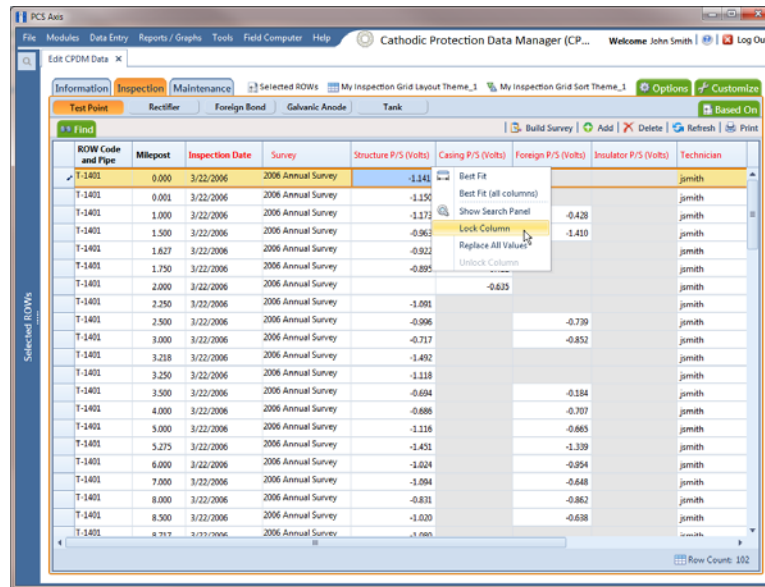 PCS Axis
File Modules Data Entry Reports / Graphs Tools Field Computer Help Cathodic Protection Data Manager (CP... Welcome John Smith Log Ou
Edit CPDM Data
Information Inspection Maintenance Selected ROWs My Inspection Grid Layout Theme_1 My Inspection Grid Sort Theme_1 Options Customize
Test Point Rectifier Foreign Bond Galvanic Anode Tank Based On
Find Build Survey Add Delete Refresh Print
ROW Code and Pipe Milepost Inspection Date Survey Structure P/S (Volts) Casing P/S (Volts) Foreign P/S (Volts) Insulator P/S (Volts) Technician
T-1401 0.000 3/22/2006 2006 Annual Survey -1.141 jsmith
T-1401 0.001 3/22/2006 2006 Annual Survey -1.150 jsmith
T-1401 1.000 3/22/2006 2006 Annual Survey -1.173 -0.428 jsmith
T-1401 1.500 3/22/2006 2006 Annual Survey -0.963 -1.410 jsmith
T-1401 1.627 3/22/2006 2006 Annual Survey -0.922 jsmith
T-1401 1.750 3/22/2006 2006 Annual Survey -0.895 jsmith
T-1401 2.000 3/22/2006 2006 Annual Survey -0.635 jsmith
T-1401 2.250 3/22/2006 2006 Annual Survey -1.091 jsmith
T-1401 2.500 3/22/2006 2006 Annual Survey -0.996 -0.739 jsmith
T-1401 3.000 3/22/2006 2006 Annual Survey -0.717 -0.852 jsmith
T-1401 3.218 3/22/2006 2006 Annual Survey -1.492 jsmith
T-1401 3.250 3/22/2006 2006 Annual Survey -1.118 jsmith
T-1401 3.500 3/22/2006 2006 Annual Survey -0.694 -0.184 jsmith
T-1401 4.000 3/22/2006 2006 Annual Survey -0.686 -0.707 jsmith
T-1401 5.000 3/22/2006 2006 Annual Survey -1.116 -0.665 jsmith
T-1401 5.275 3/22/2006 2006 Annual Survey -1.451 -1.339 jsmith
T-1401 6.000 3/22/2006 2006 Annual Survey -1.024 -0.954 jsmith
T-1401 7.000 3/22/2006 2006 Annual Survey -1.094 -0.648 jsmith
T-1401 8.000 3/22/2006 2006 Annual Survey -0.831 -0.862 jsmith
T-1401 8.500 3/22/2006 2006 Annual Survey -1.020 -0.638 jsmith
T-1401 8.717 3/22/2006 2006 Annual Survey -1.080 jsmith
Best Fit
Best Fit (all columns)
Show Search Panel
Lock Column
Replace All Values
Unlock Column
Selected ROWs
Row Count: 102